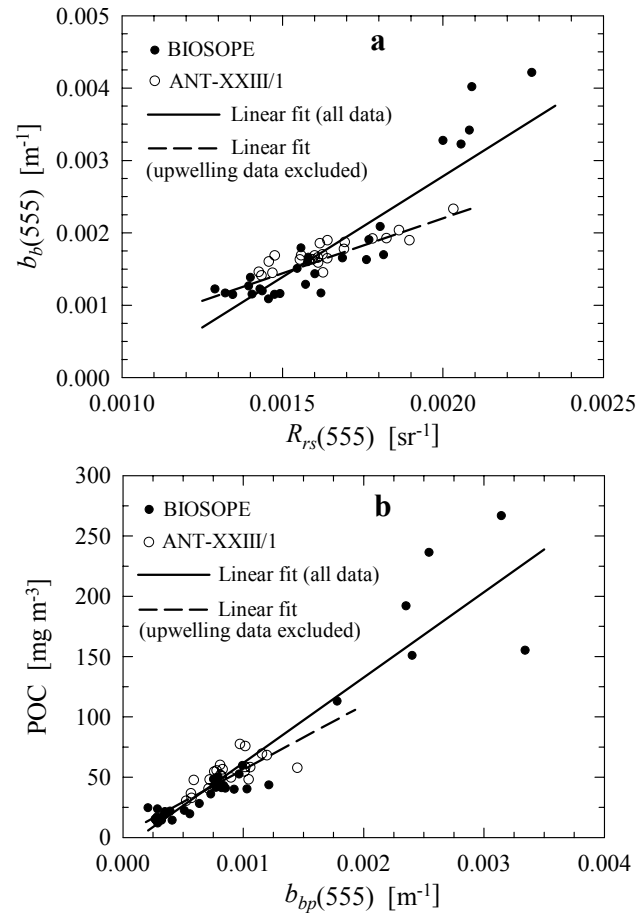 0.005
0.004
0.003
0.002
0.001
0.000
b_b(555) [m⁻¹]
a
BIOSOPE
ANT-XXIII/1
Linear fit (all data)
Linear fit
(upwelling data excluded)
0.0010
0.0015
0.0020
0.0025
R_rs(555) [sr⁻¹]
300
250
200
150
100
50
0
POC [mg m⁻³]
b
BIOSOPE
ANT-XXIII/1
Linear fit (all data)
Linear fit
(upwelling data excluded)
0.000
0.001
0.002
0.003
0.004
b_bp(555) [m⁻¹]